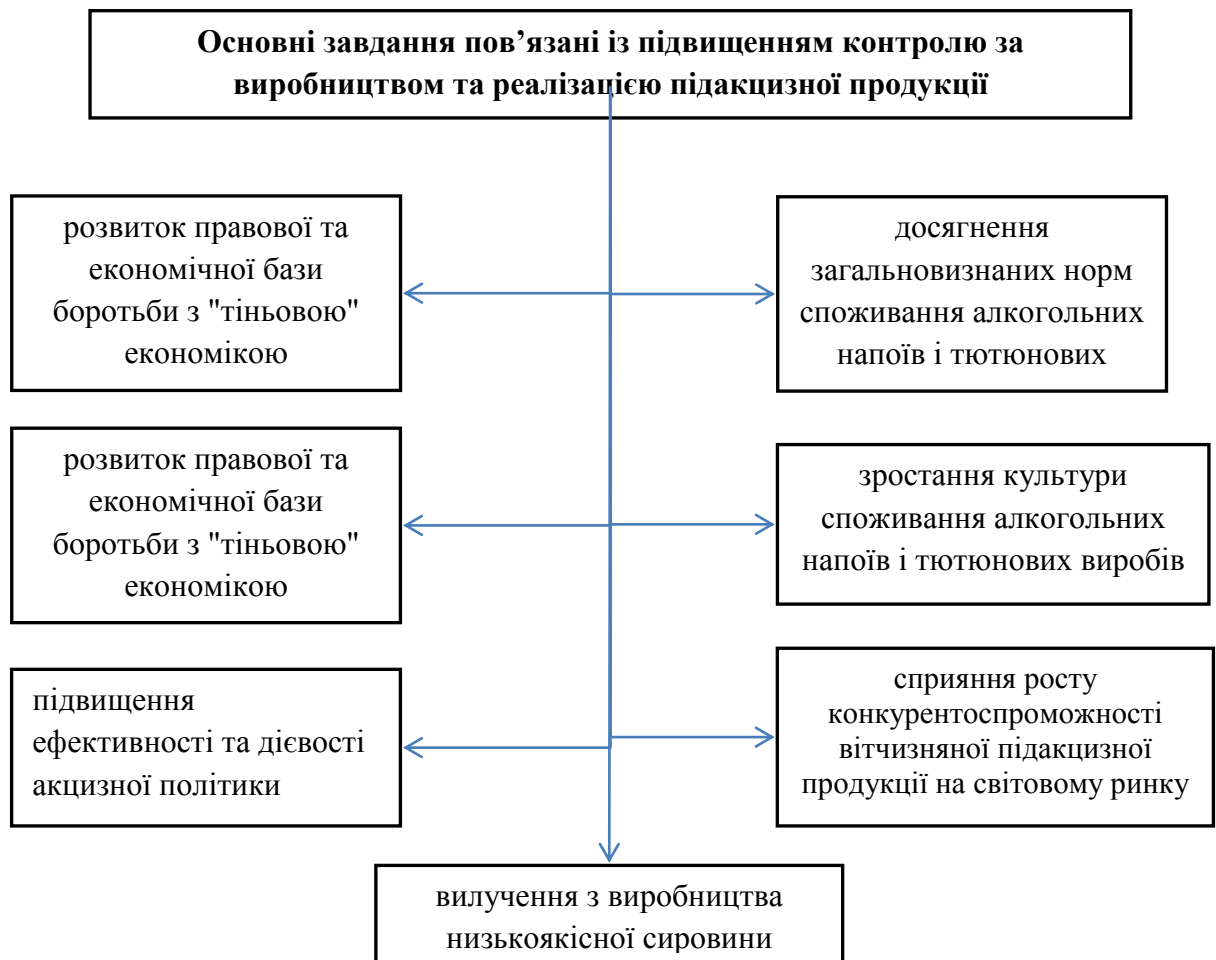 Основні завдання пов’язані із підвищенням контролю за
виробництвом та реалізацією підакцизної продукції
розвиток правової та
економічної бази
боротьби з "тіньовою"
економікою
досягнення
загальновизнаних норм
споживання алкогольних
напоїв і тютюнових
розвиток правової та
економічної бази
боротьби з "тіньовою"
економікою
зростання культури
споживання алкогольних
напоїв і тютюнових виробів
підвищення
ефективності та дієвості
акцизної політики
сприяння росту
конкурентоспроможності
вітчизняної підакцизної
продукції на світовому ринку
вилучення з виробництва
низькоякісної сировини